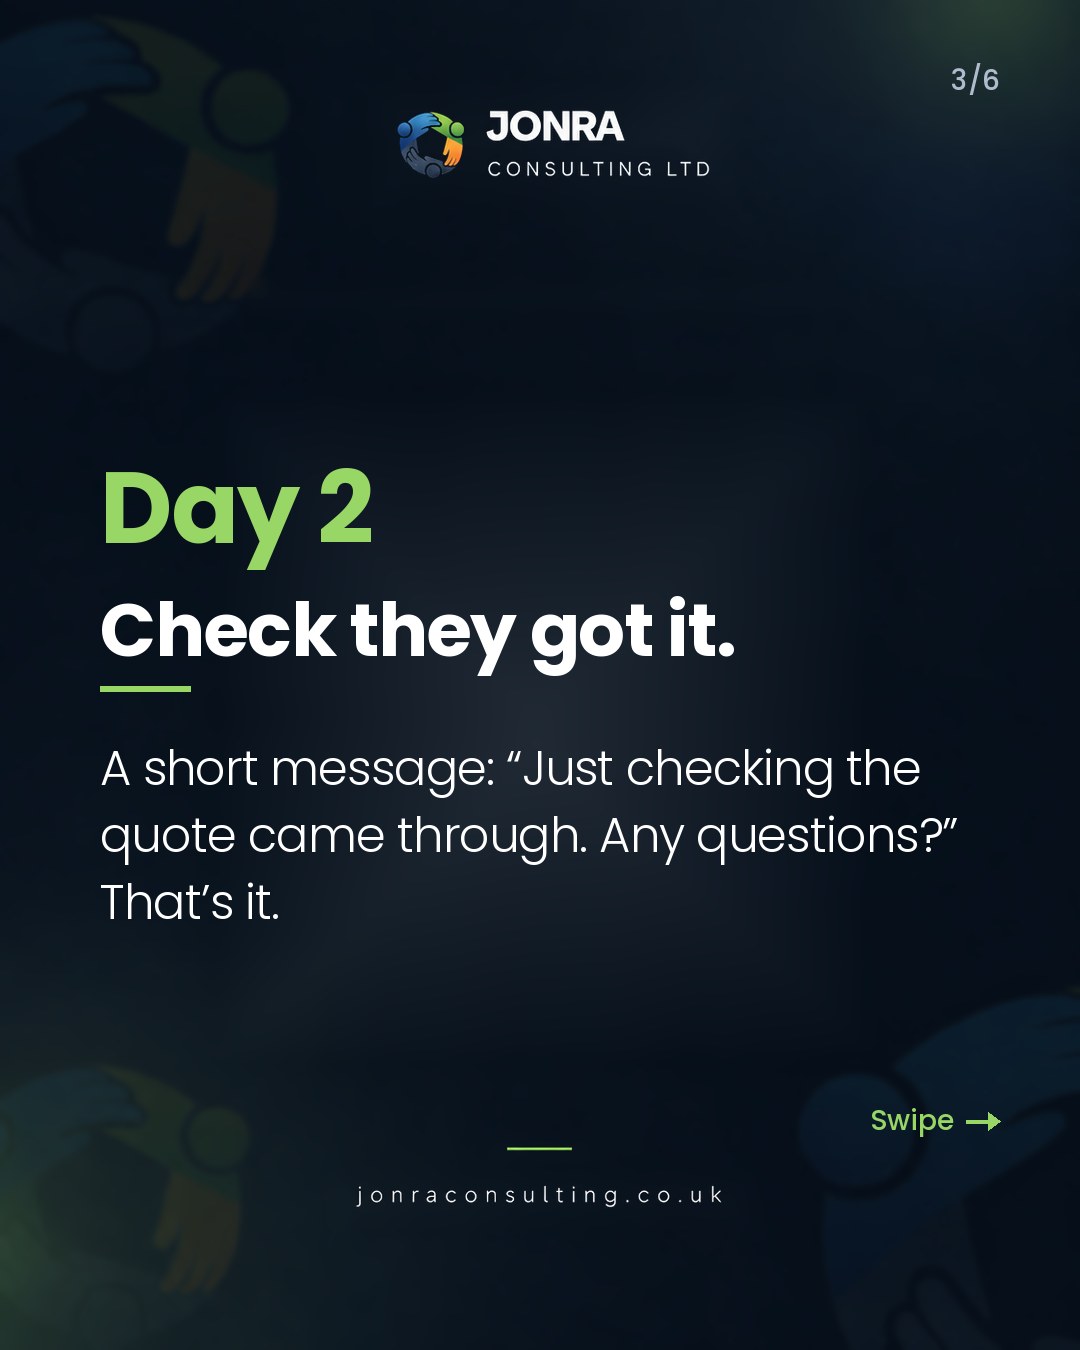 3/6
JONRA
CONSULTING LTD
Day 2
Check they got it.
A short message: “Just checking the
quote came through. Any questions?”
That’s it.
Swipe →
jonraconsulting.co.uk